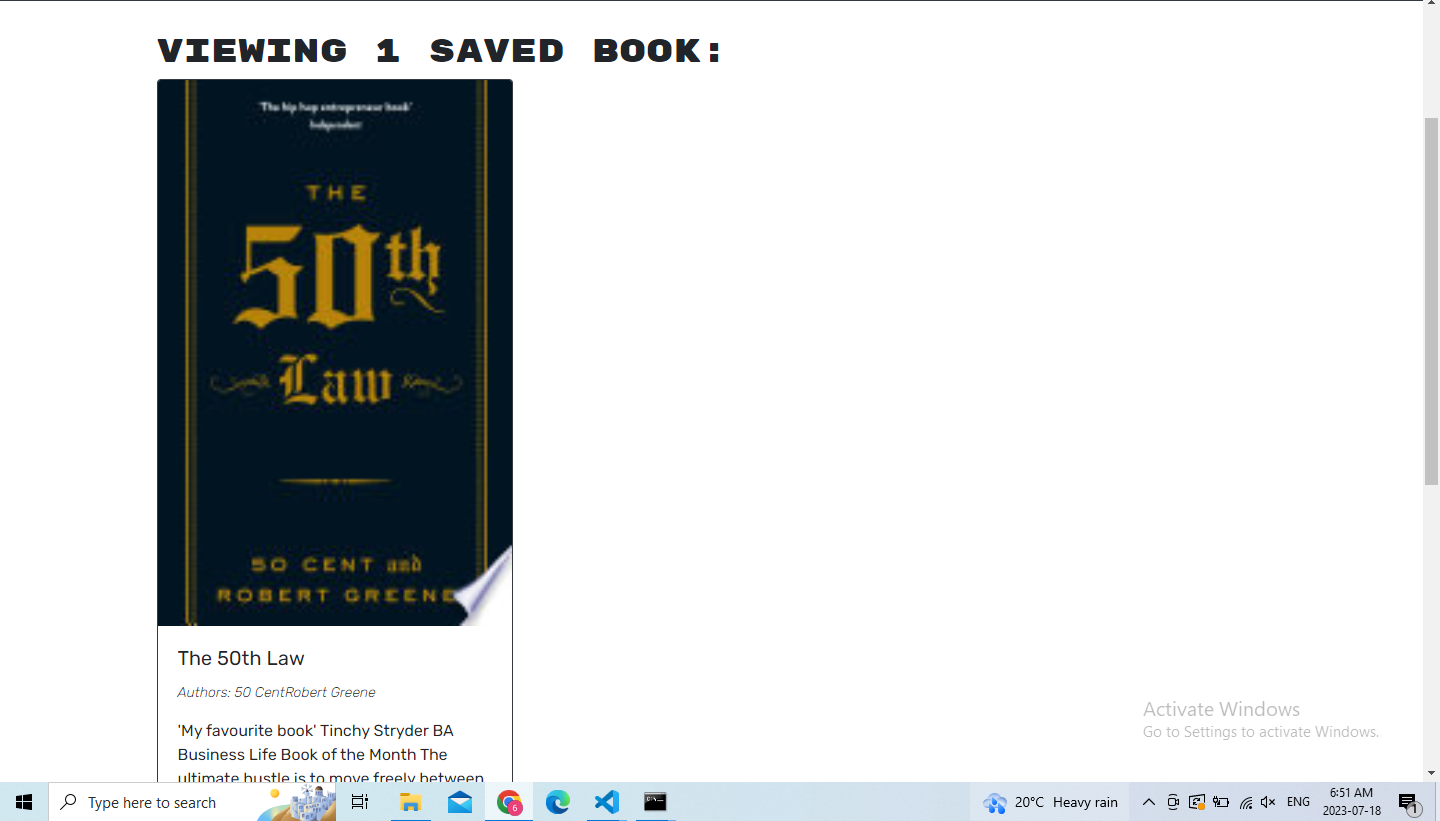 VIEWING 1 SAVED BOOK:
'The hip hop entrepreneur book'
Independent
THE
50th
Law
50 CENT and
ROBERT GREENE
The 50th Law
Authors: 50 CentRobert Greene
'My favourite book' Tinchy Stryder BA
Business Life Book of the Month The
ultimate hustle is to move freely between
Activate Windows
Go to Settings to activate Windows.
Type here to search
6
20°C Heavy rain
ENG
6:51 AM
2023-07-18
1